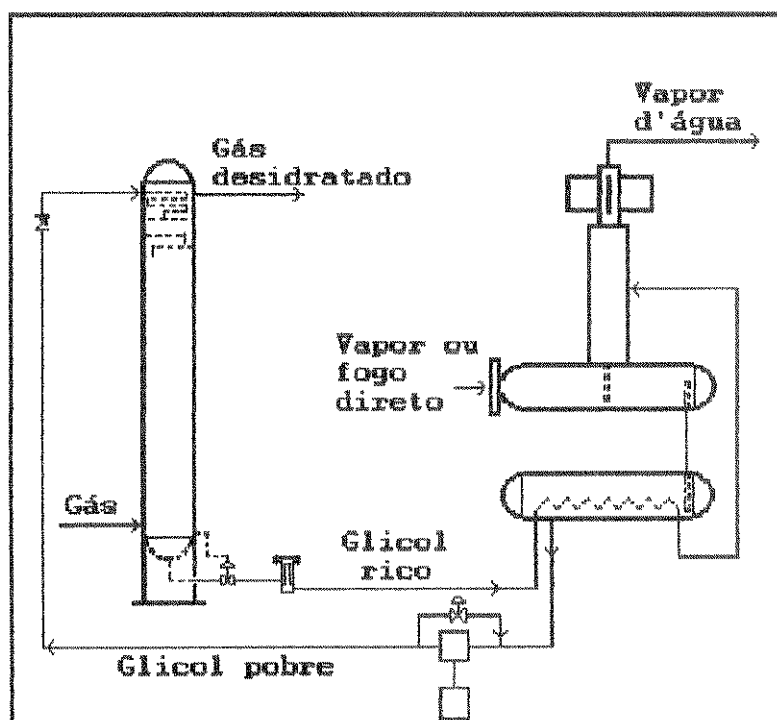 Vapor
d'água
Gás
desidratado
Vapor ou
fogo
direto
Gás
Glicol
rico
Glicol pobre